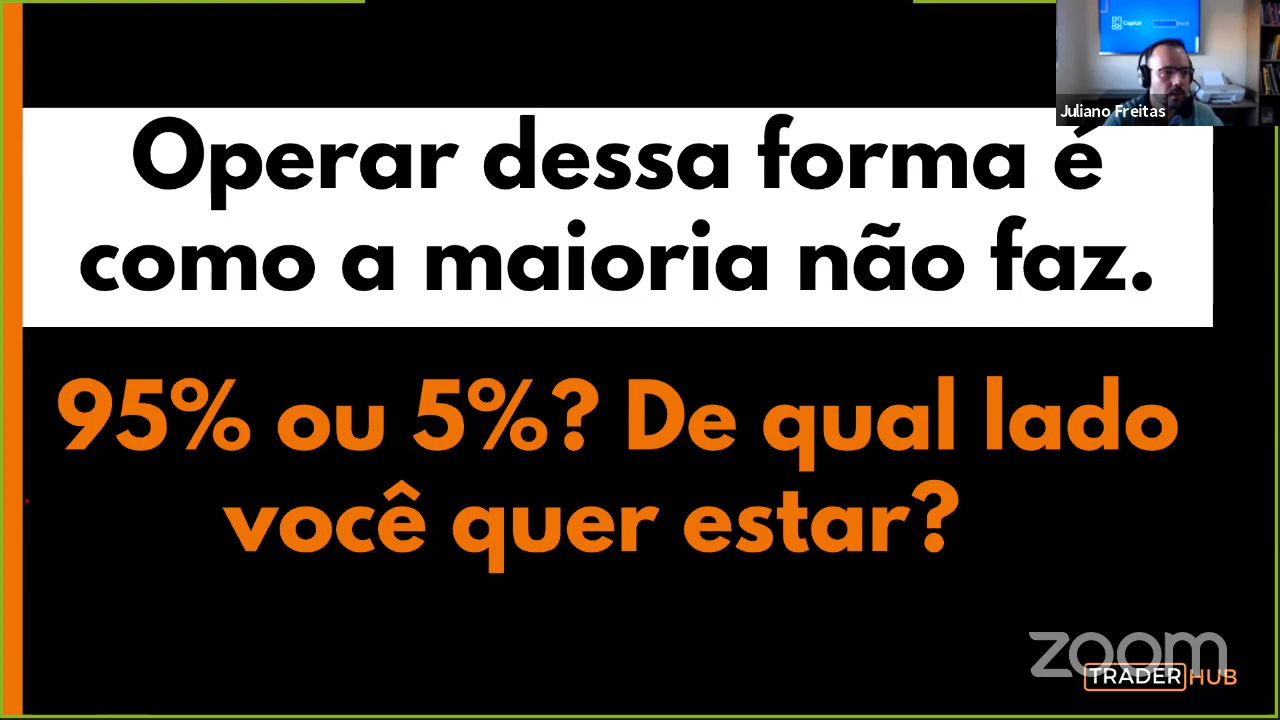 Capital
Juliano Freitas
Operar dessa forma é
como a maioria não faz.
95% ou 5%? De qual lado
você quer estar?
zoom
TRADER HUB